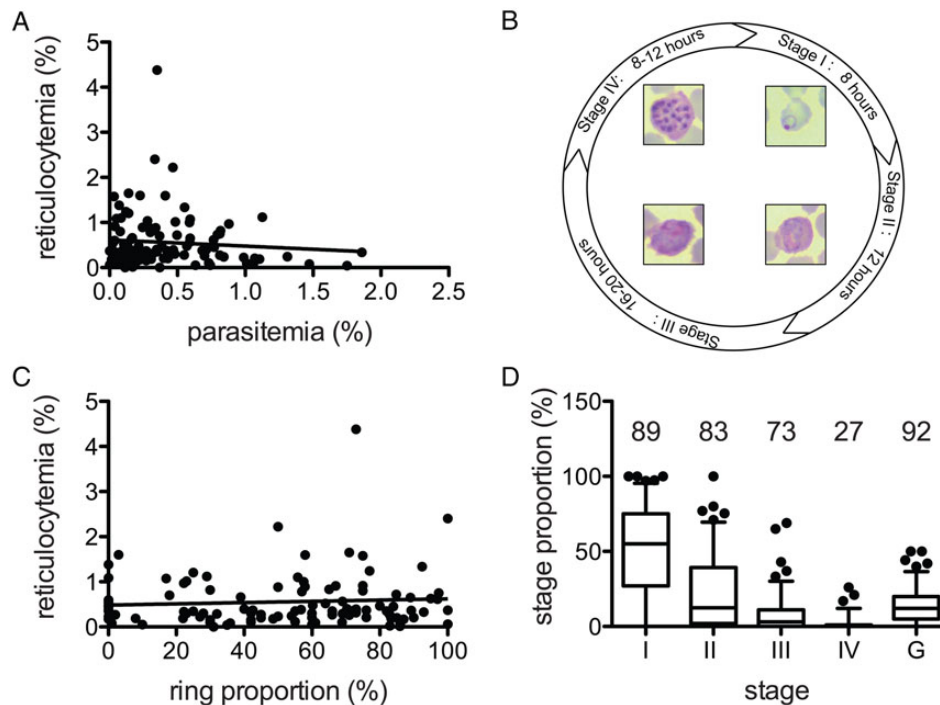 A
reticulocytemia (%)
5
4
3
2
1
0
0.0 0.5 1.0 1.5 2.0 2.5
parasitemia (%)
B
Stage I : 8 hours
Stage II : 12 hours
Stage III : 16-20 hours
Stage IV: 8-12 hours
C
reticulocytemia (%)
5
4
3
2
1
0
0 20 40 60 80 100
ring proportion (%)
D
stage proportion (%)
150
100
50
0
89 83 73 27 92
I II III IV G
stage